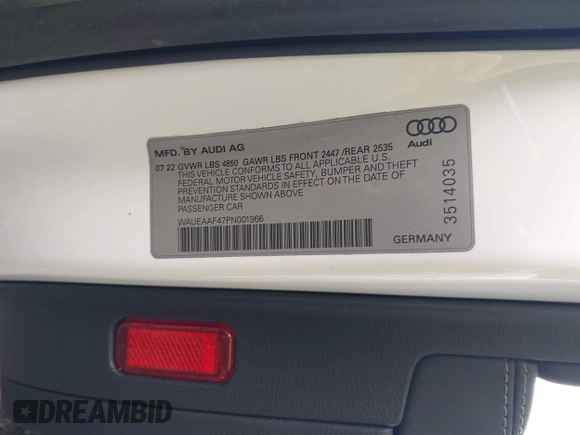 MFD. BY AUDI AG
07 22 GVWR LBS 4850 GAWR LBS FRONT 2447 /REAR 2535
THIS VEHICLE CONFORMS TO ALL APPLICABLE U.S.
FEDERAL MOTOR VEHICLE SAFETY, BUMPER AND THEFT
PREVENTION STANDARDS IN EFFECT ON THE DATE OF
MANUFACTURE SHOWN ABOVE
PASSENGER CAR
WAUEAAF47PN001966
Audi
3514035
GERMANY
DREAMBID